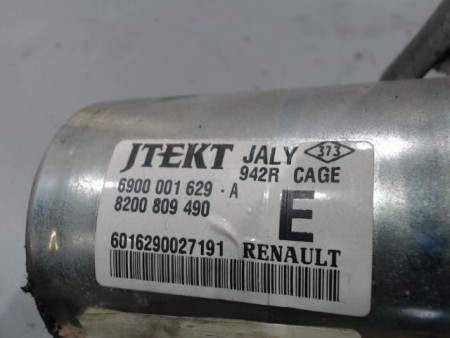 JTEKT JALY 373
942R CAGE
6900 001 629 - A
8200 809 490
E
6016290027191 RENAULT